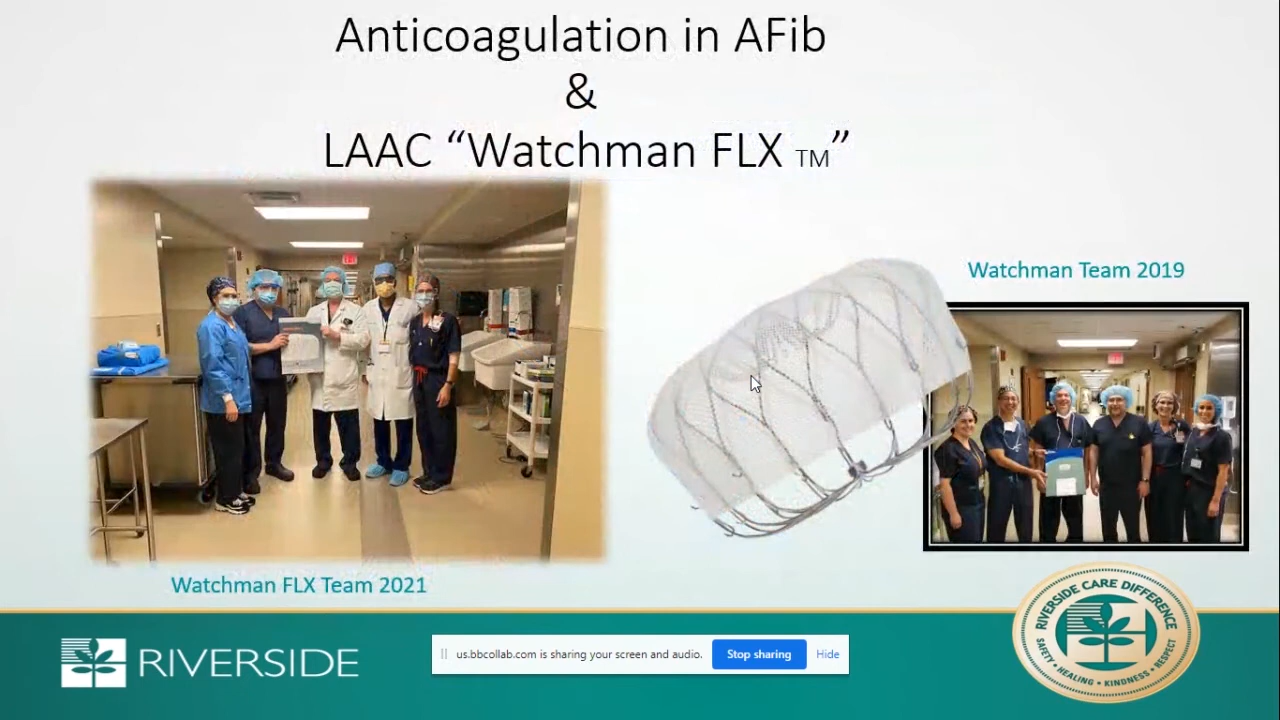 Anticoagulation in AFib
&
LAAC “Watchman FLX TM”
Watchman Team 2019
Watchman FLX Team 2021
RIVERSIDE
us.bbcollab.com is sharing your screen and audio.
Stop sharing
Hide
RIVERSIDE CARE DIFFERENCE
SAFETY • HEALING • KINDNESS • RESPECT